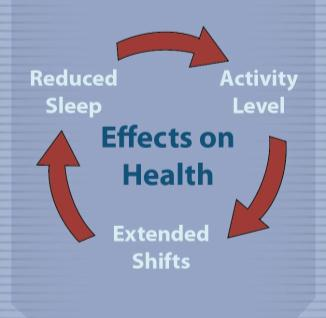 Reduced
Sleep
Activity
Level
Effects on
Health
Extended
Shifts